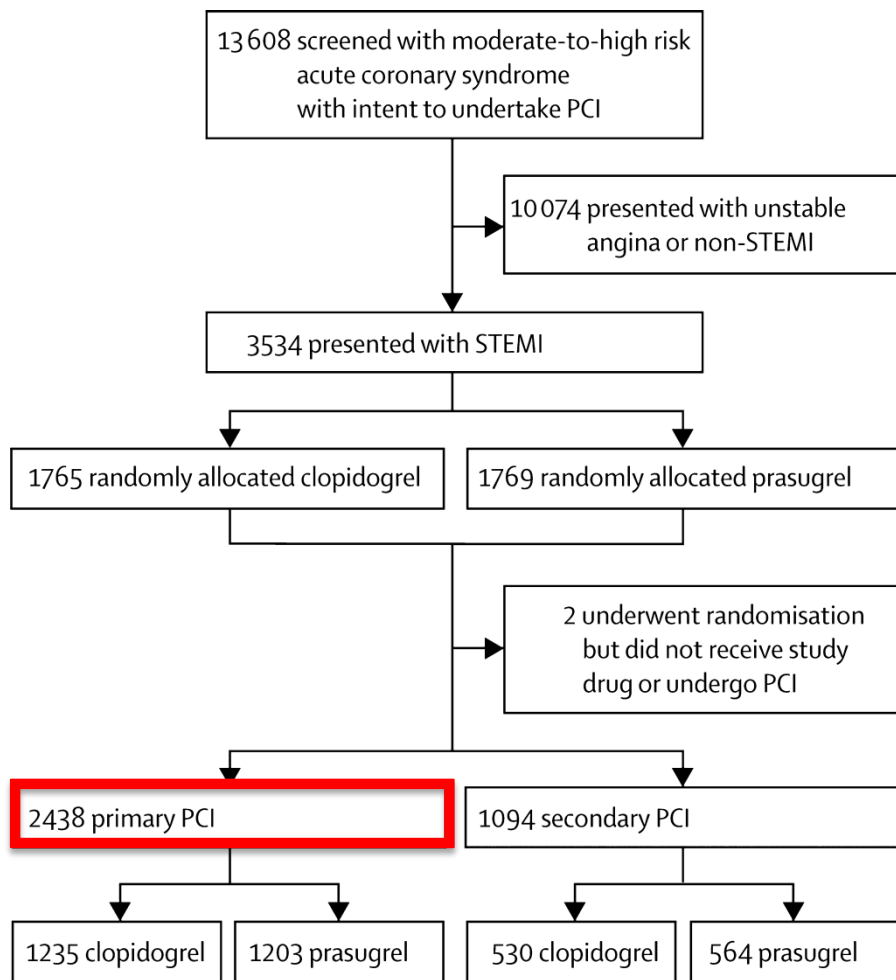 13 608 screened with moderate-to-high risk
acute coronary syndrome
with intent to undertake PCI
10 074 presented with unstable
angina or non-STEMI
3534 presented with STEMI
1765 randomly allocated clopidogrel
1769 randomly allocated prasugrel
2 underwent randomisation
but did not receive study
drug or undergo PCI
2438 primary PCI
1094 secondary PCI
1235 clopidogrel
1203 prasugrel
530 clopidogrel
564 prasugrel